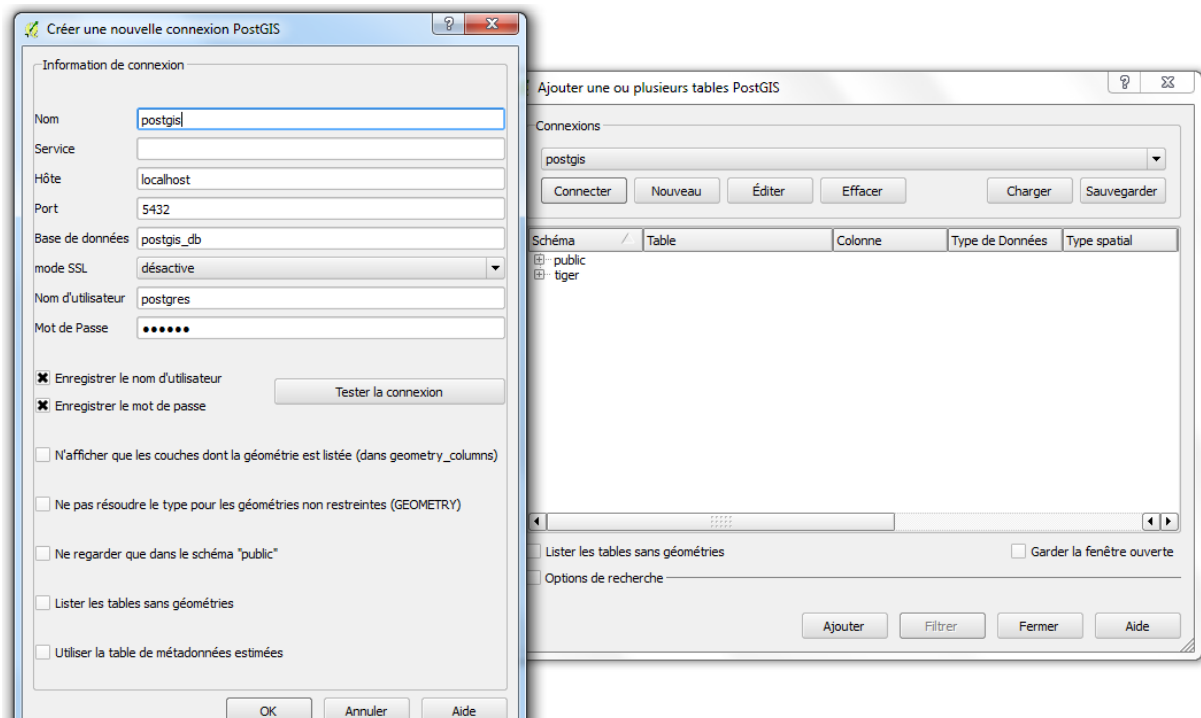 Créer une nouvelle connexion PostGIS
Information de connexion
Nom postgis
Service
Hôte localhost
Port 5432
Base de données postgis_db
mode SSL désactive
Nom d'utilisateur postgres
Mot de Passe ●●●●●●
Enregistrer le nom d'utilisateur
Tester la connexion
Enregistrer le mot de passe
N'afficher que les couches dont la géométrie est listée (dans geometry_columns)
Ne pas résoudre le type pour les géométries non restreintes (GEOMETRY)
Ne regarder que dans le schéma "public"
Lister les tables sans géométries
Utiliser la table de métadonnées estimées
OK Annuler Aide
Ajouter une ou plusieurs tables PostGIS
Connexions
postgis
Connecter Nouveau Éditer Effacer Charger Sauvegarder
Schéma Table Colonne Type de Données Type spatial
public
tiger
Lister les tables sans géométries Garder la fenêtre ouverte
Options de recherche
Ajouter Filtrer Fermer Aide